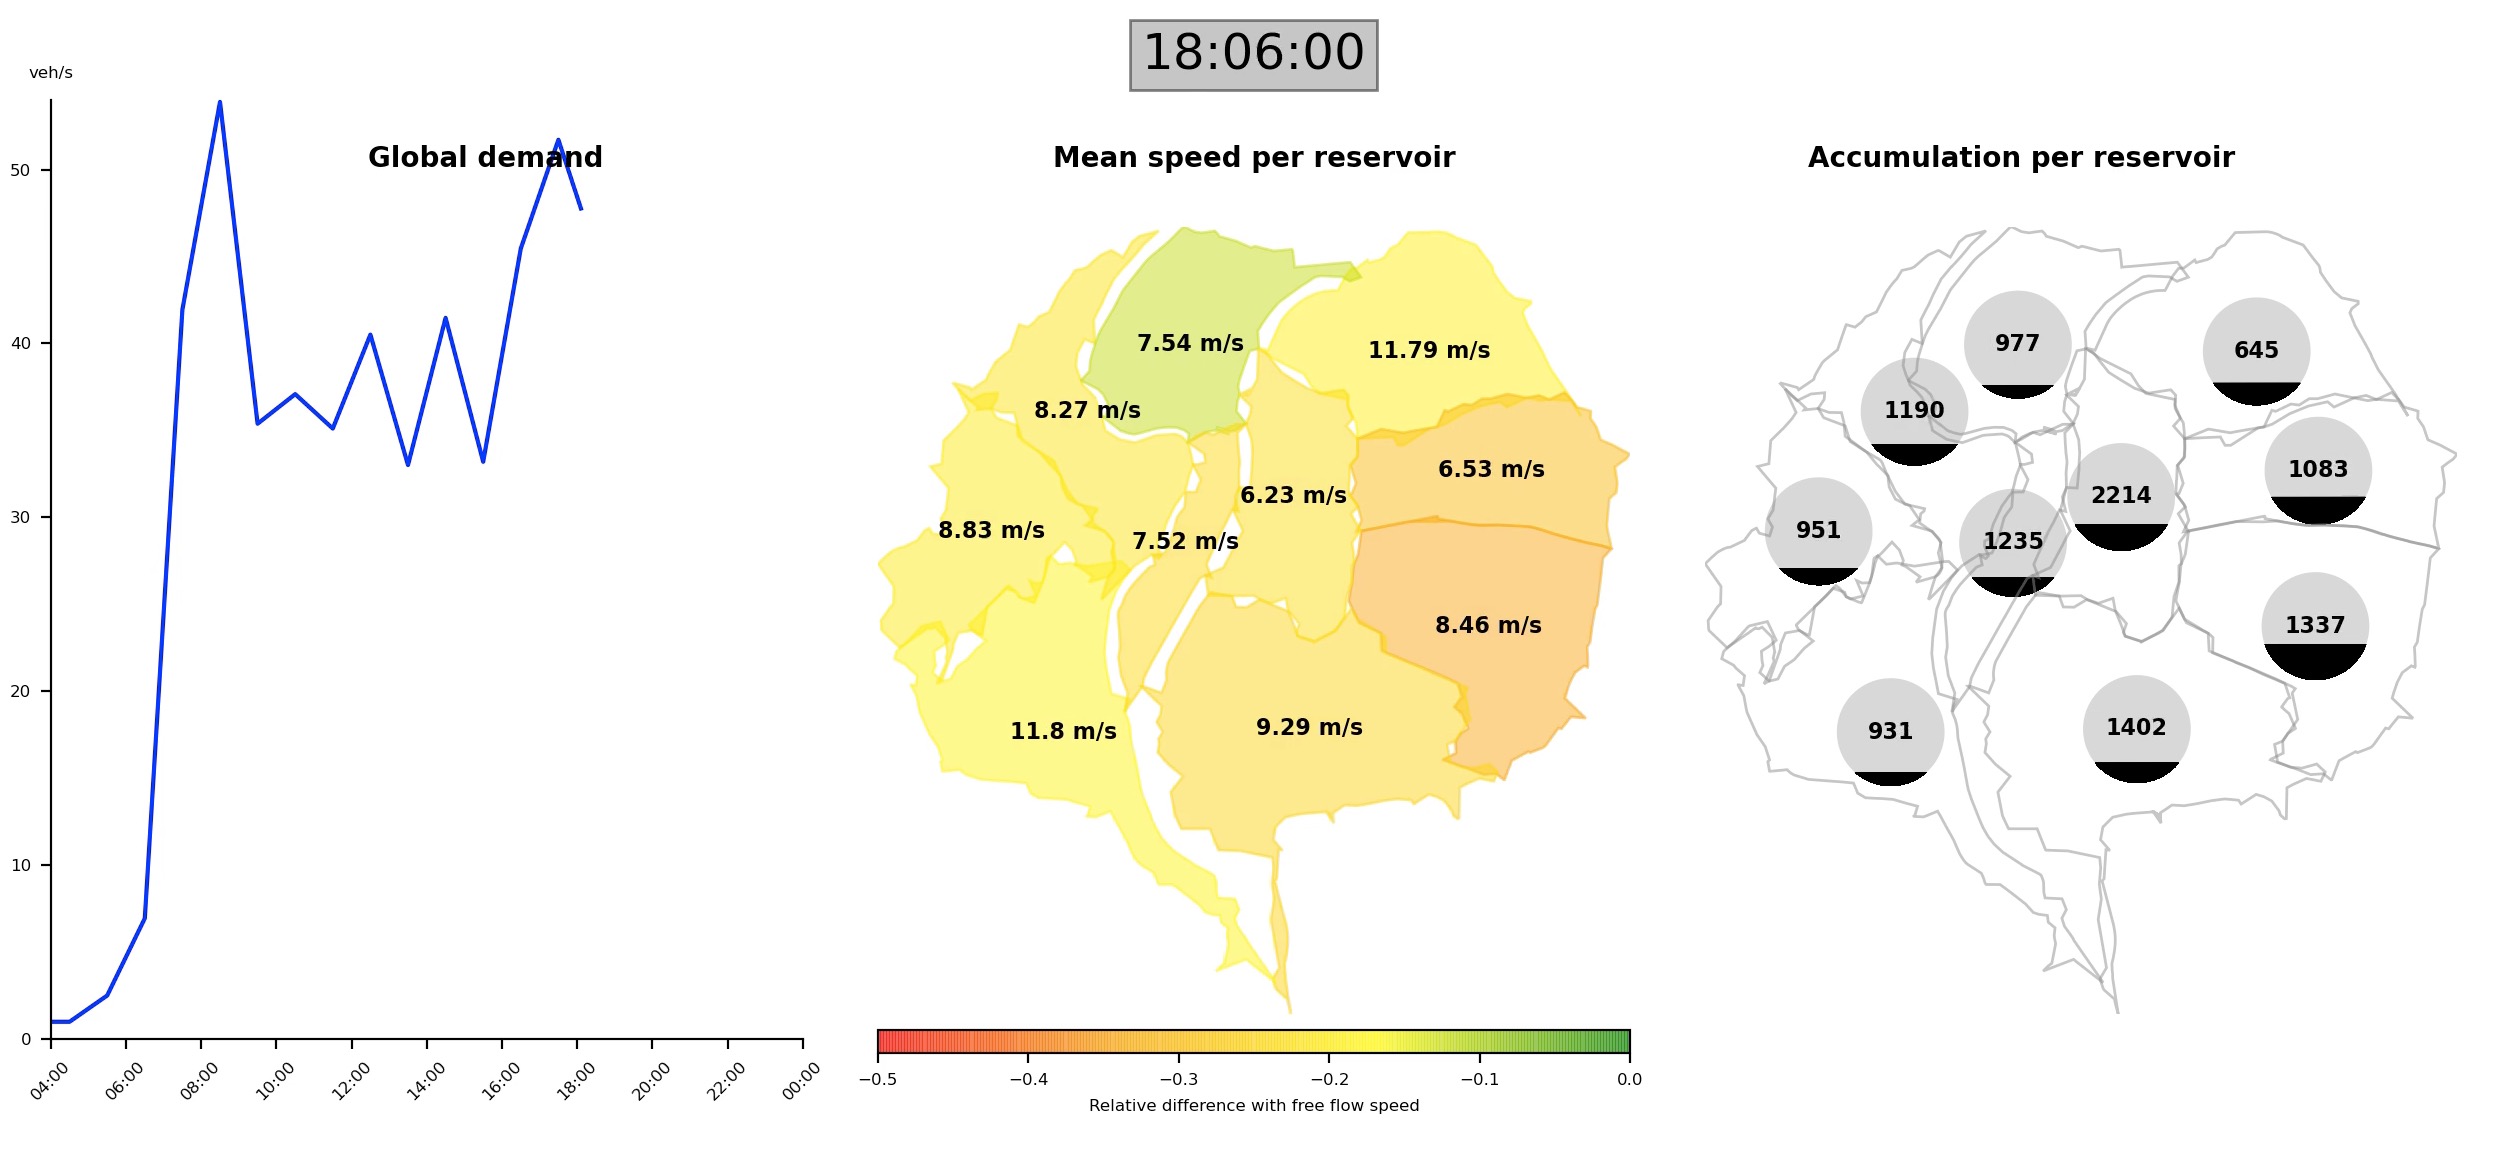 18:06:00
veh/s
Global demand
50
40
30
20
10
0
04:00
06:00
08:00
10:00
12:00
14:00
16:00
18:00
20:00
22:00
00:00
Mean speed per reservoir
7.54 m/s
11.79 m/s
8.27 m/s
6.53 m/s
6.23 m/s
8.83 m/s
7.52 m/s
8.46 m/s
9.29 m/s
11.8 m/s
−0.5
−0.4
−0.3
−0.2
−0.1
0.0
Relative difference with free flow speed
Accumulation per reservoir
977
645
1190
1083
2214
951
1235
1337
1402
931